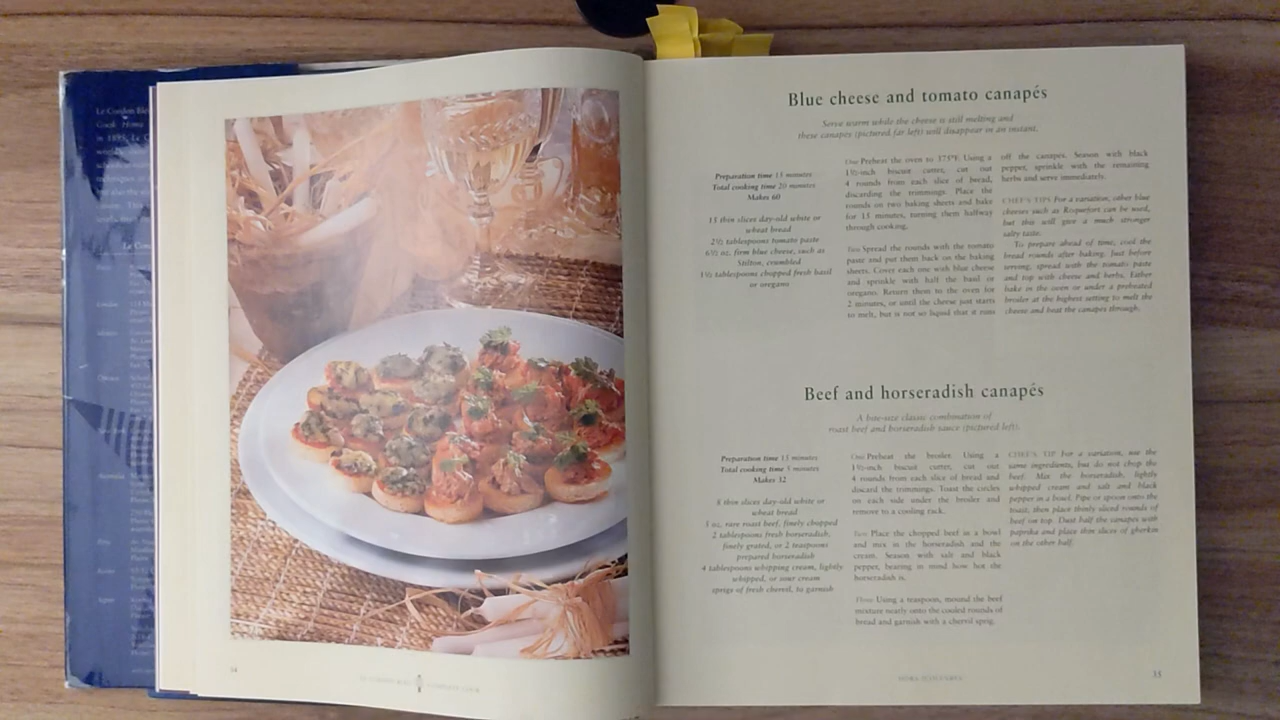 Le Cordon Bleu
Cook Home
in 1895, Le C
34
Blue cheese and tomato canapés
Serve warm while the cheese is still melting and
these canapés (pictured far left) will disappear in an instant.
Preparation time 15 minutes
Total cooking time 20 minutes
Makes 60
15 thin slices day-old white or
wheat bread
2½ tablespoons tomato paste
6½ oz. firm blue cheese, such as
Stilton, crumbled
1½ tablespoons chopped fresh basil
or oregano
One Preheat the oven to 375°F. Using a
1½-inch biscuit cutter, cut out
4 rounds from each slice of bread,
discarding the trimmings. Place the
rounds on two baking sheets and bake
for 15 minutes, turning them halfway
through cooking.
Two Spread the rounds with the tomato
paste and put them back on the baking
sheets. Cover each one with blue cheese
and sprinkle with half the basil or
oregano. Return them to the oven for
2 minutes, or until the cheese just starts
to melt, but is not so liquid that it runs
off the canapés. Season with black
pepper, sprinkle with the remaining
herbs and serve immediately.
CHEF'S TIPS For a variation, other blue
cheeses such as Roquefort can be used,
but this will give a much stronger
salty taste.
To prepare ahead of time, cool the
bread rounds after baking. Just before
serving, spread with the tomato paste
and top with cheese and herbs. Either
bake in the oven or under a preheated
broiler at the highest setting to melt the
cheese and heat the canapés through.
Beef and horseradish canapés
A bite-size classic combination of
roast beef and horseradish sauce (pictured left).
Preparation time 15 minutes
Total cooking time 5 minutes
Makes 32
8 thin slices day-old white or
wheat bread
5 oz. rare roast beef, finely chopped
2 tablespoons fresh horseradish,
finely grated, or 2 teaspoons
prepared horseradish
4 tablespoons whipping cream, lightly
whipped, or sour cream
sprigs of fresh chervil, to garnish
One Preheat the broiler. Using a
1½-inch biscuit cutter, cut out
4 rounds from each slice of bread and
discard the trimmings. Toast the circles
on each side under the broiler and
remove to a cooling rack.
Two Place the chopped beef in a bowl
and mix in the horseradish and the
cream. Season with salt and black
pepper, bearing in mind how hot the
horseradish is.
Three Using a teaspoon, mound the beef
mixture neatly onto the cooled rounds of
bread and garnish with a chervil sprig.
CHEF'S TIP For a variation, use the
same ingredients, but do not chop the
beef. Mix the horseradish, lightly
whipped cream and salt and black
pepper in a bowl. Pipe or spoon onto the
toast, then place thinly sliced rounds of
beef on top. Dust half the canapés with
paprika and place thin slices of gherkin
on the other half.
35